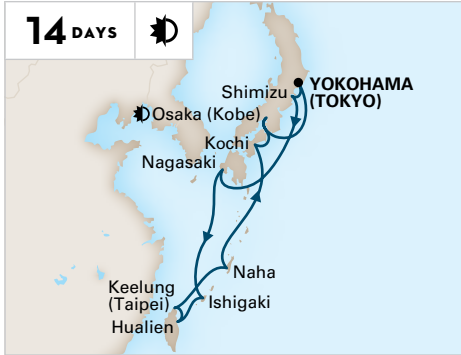 14 DAYS
Shimizu
YOKOHAMA
(TOKYO)
Osaka (Kobe)
Kochi
Nagasaki
Naha
Keelung
(Taipei)
Ishigaki
Hualien